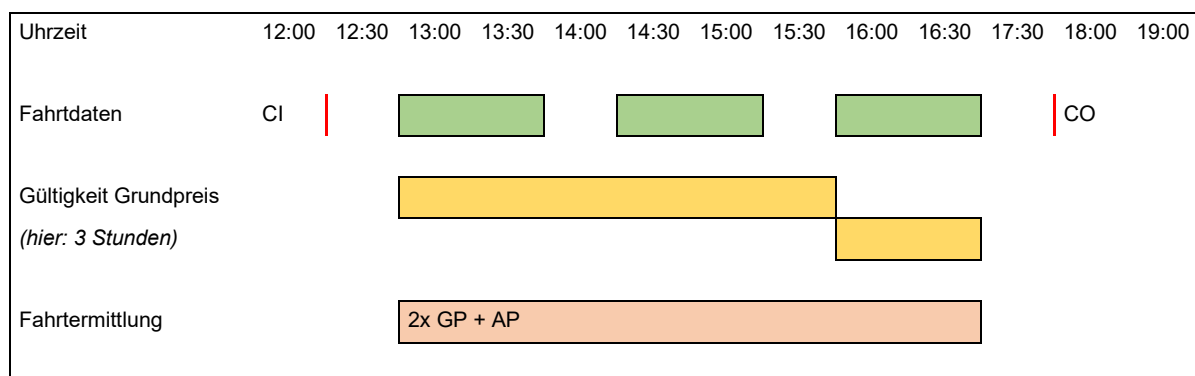 Uhrzeit 12:00 12:30 13:00 13:30 14:00 14:30 15:00 15:30 16:00 16:30 17:30 18:00 19:00
Fahrtdaten CI CO
Gültigkeit Grundpreis
(hier: 3 Stunden)
Fahrtermittlung 2x GP + AP